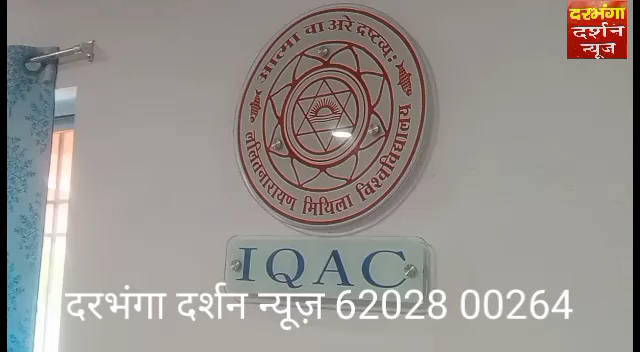 दरभंगा
दर्शन
न्यूज
आत्मा वा अरे द्रष्टव्यः
ललितनारायण मिथिला विश्वविद्यालय
IQAC
दरभंगा दर्शन न्यूज़ 62028 00264